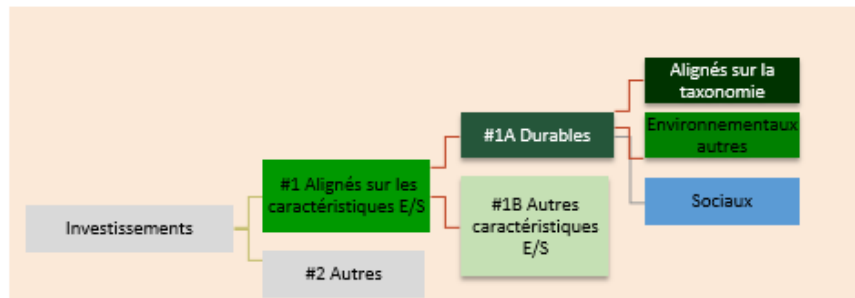 Investissements
#1 Alignés sur les
caractéristiques E/S
#2 Autres
#1A Durables
#1B Autres
caractéristiques
E/S
Alignés sur la
taxonomie
Environnementaux
autres
Sociaux